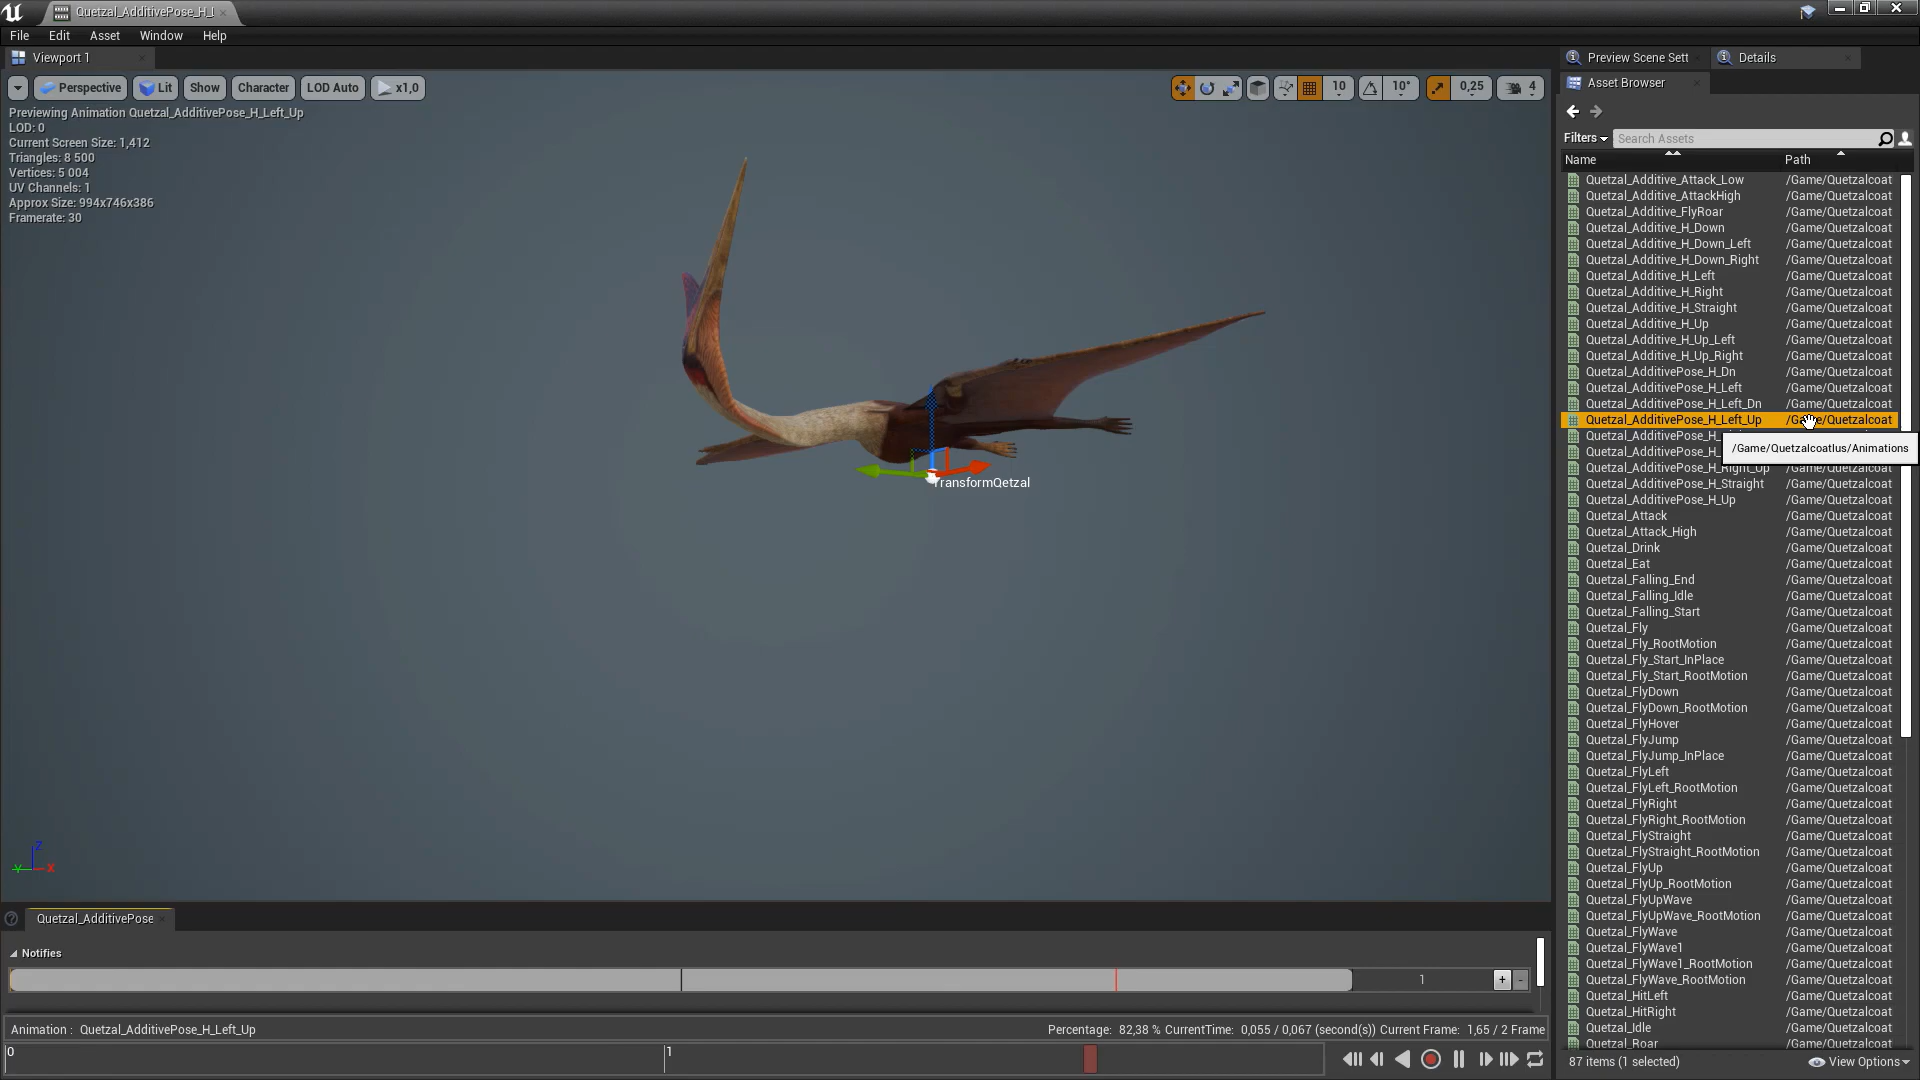 Quetzal_AdditivePose_H_L
File Edit Asset Window Help
Viewport 1
Perspective Lit Show Character LOD Auto x1,0
10 10° 0,25 4
Previewing Animation Quetzal_AdditivePose_H_Left_Up
LOD: 0
Current Screen Size: 1,412
Triangles: 8 500
Vertices: 5 004
UV Channels: 1
Approx Size: 994x746x386
Framerate: 30
TransformQetzal
Z
Y X
Preview Scene Sett Details
Asset Browser
Filters Search Assets
Name Path
Quetzal_Additive_Attack_Low /Game/Quetzalcoat
Quetzal_Additive_AttackHigh /Game/Quetzalcoat
Quetzal_Additive_FlyRoar /Game/Quetzalcoat
Quetzal_Additive_H_Down /Game/Quetzalcoat
Quetzal_Additive_H_Down_Left /Game/Quetzalcoat
Quetzal_Additive_H_Down_Right /Game/Quetzalcoat
Quetzal_Additive_H_Left /Game/Quetzalcoat
Quetzal_Additive_H_Right /Game/Quetzalcoat
Quetzal_Additive_H_Straight /Game/Quetzalcoat
Quetzal_Additive_H_Up /Game/Quetzalcoat
Quetzal_Additive_H_Up_Left /Game/Quetzalcoat
Quetzal_Additive_H_Up_Right /Game/Quetzalcoat
Quetzal_AdditivePose_H_Dn /Game/Quetzalcoat
Quetzal_AdditivePose_H_Left /Game/Quetzalcoat
Quetzal_AdditivePose_H_Left_Dn /Game/Quetzalcoat
Quetzal_AdditivePose_H_Left_Up /Game/Quetzalcoat
Quetzal_AdditivePose_H_
Quetzal_AdditivePose_H_
/Game/Quetzalcoatlus/Animations
Quetzal_AdditivePose_H_Right_Up /Game/Quetzalcoat
Quetzal_AdditivePose_H_Straight /Game/Quetzalcoat
Quetzal_AdditivePose_H_Up /Game/Quetzalcoat
Quetzal_Attack /Game/Quetzalcoat
Quetzal_Attack_High /Game/Quetzalcoat
Quetzal_Drink /Game/Quetzalcoat
Quetzal_Eat /Game/Quetzalcoat
Quetzal_Falling_End /Game/Quetzalcoat
Quetzal_Falling_Idle /Game/Quetzalcoat
Quetzal_Falling_Start /Game/Quetzalcoat
Quetzal_Fly /Game/Quetzalcoat
Quetzal_Fly_RootMotion /Game/Quetzalcoat
Quetzal_Fly_Start_InPlace /Game/Quetzalcoat
Quetzal_Fly_Start_RootMotion /Game/Quetzalcoat
Quetzal_FlyDown /Game/Quetzalcoat
Quetzal_FlyDown_RootMotion /Game/Quetzalcoat
Quetzal_FlyHover /Game/Quetzalcoat
Quetzal_FlyJump /Game/Quetzalcoat
Quetzal_FlyJump_InPlace /Game/Quetzalcoat
Quetzal_FlyLeft /Game/Quetzalcoat
Quetzal_FlyLeft_RootMotion /Game/Quetzalcoat
Quetzal_FlyRight /Game/Quetzalcoat
Quetzal_FlyRight_RootMotion /Game/Quetzalcoat
Quetzal_FlyStraight /Game/Quetzalcoat
Quetzal_FlyStraight_RootMotion /Game/Quetzalcoat
Quetzal_FlyUp /Game/Quetzalcoat
Quetzal_FlyUp_RootMotion /Game/Quetzalcoat
Quetzal_FlyUpWave /Game/Quetzalcoat
Quetzal_FlyUpWave_RootMotion /Game/Quetzalcoat
Quetzal_FlyWave /Game/Quetzalcoat
Quetzal_FlyWave1 /Game/Quetzalcoat
Quetzal_FlyWave1_RootMotion /Game/Quetzalcoat
Quetzal_FlyWave_RootMotion /Game/Quetzalcoat
Quetzal_HitLeft /Game/Quetzalcoat
Quetzal_HitRight /Game/Quetzalcoat
Quetzal_Idle /Game/Quetzalcoat
Quetzal_Roar /Game/Quetzalcoat
87 items (1 selected) View Options
Quetzal_AdditivePose
Notifies
1 + -
Animation : Quetzal_AdditivePose_H_Left_Up Percentage: 82,38 % CurrentTime: 0,055 / 0,067 (second(s)) Current Frame: 1,65 / 2 Frame
0 1